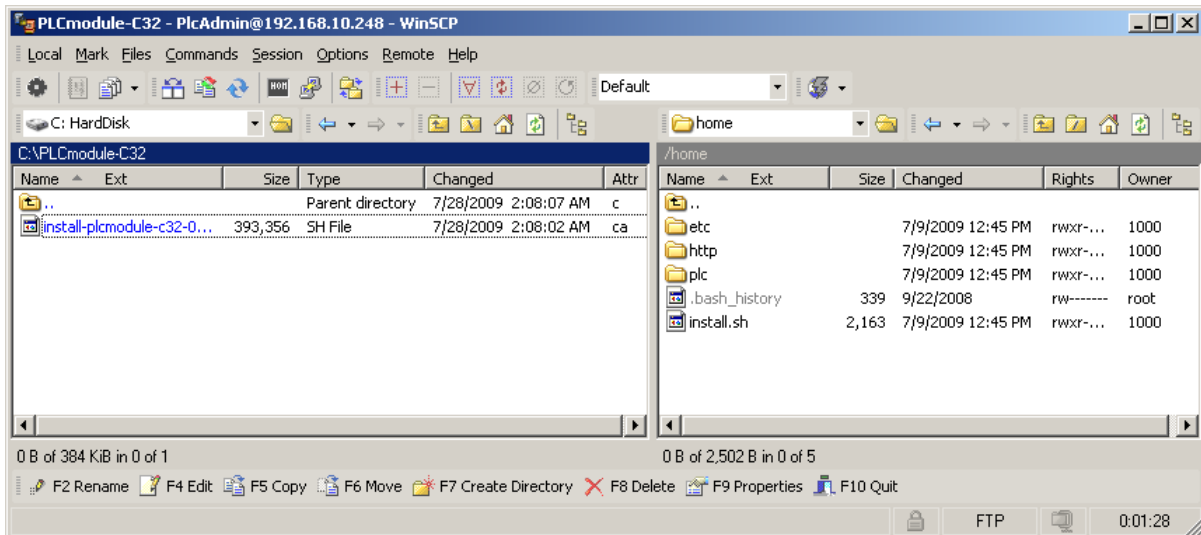 PLCmodule-C32 - PlcAdmin@192.168.10.248 - WinSCP
Local Mark Files Commands Session Options Remote Help
Default
C: HardDisk
home
C:\PLCmodule-C32
/home
Name Ext Size Type Changed Attr
Name Ext Size Changed Rights Owner
.. Parent directory 7/28/2009 2:08:07 AM c
..
install-plcmodule-c32-0... 393,356 SH File 7/28/2009 2:08:02 AM ca
etc 7/9/2009 12:45 PM rwxr-... 1000
http 7/9/2009 12:45 PM rwxr-... 1000
plc 7/9/2009 12:45 PM rwxr-... 1000
.bash_history 339 9/22/2008 rw------- root
install.sh 2,163 7/9/2009 12:45 PM rwxr-... 1000
0 B of 384 KiB in 0 of 1
0 B of 2,502 B in 0 of 5
F2 Rename F4 Edit F5 Copy F6 Move F7 Create Directory F8 Delete F9 Properties F10 Quit
FTP 0:01:28